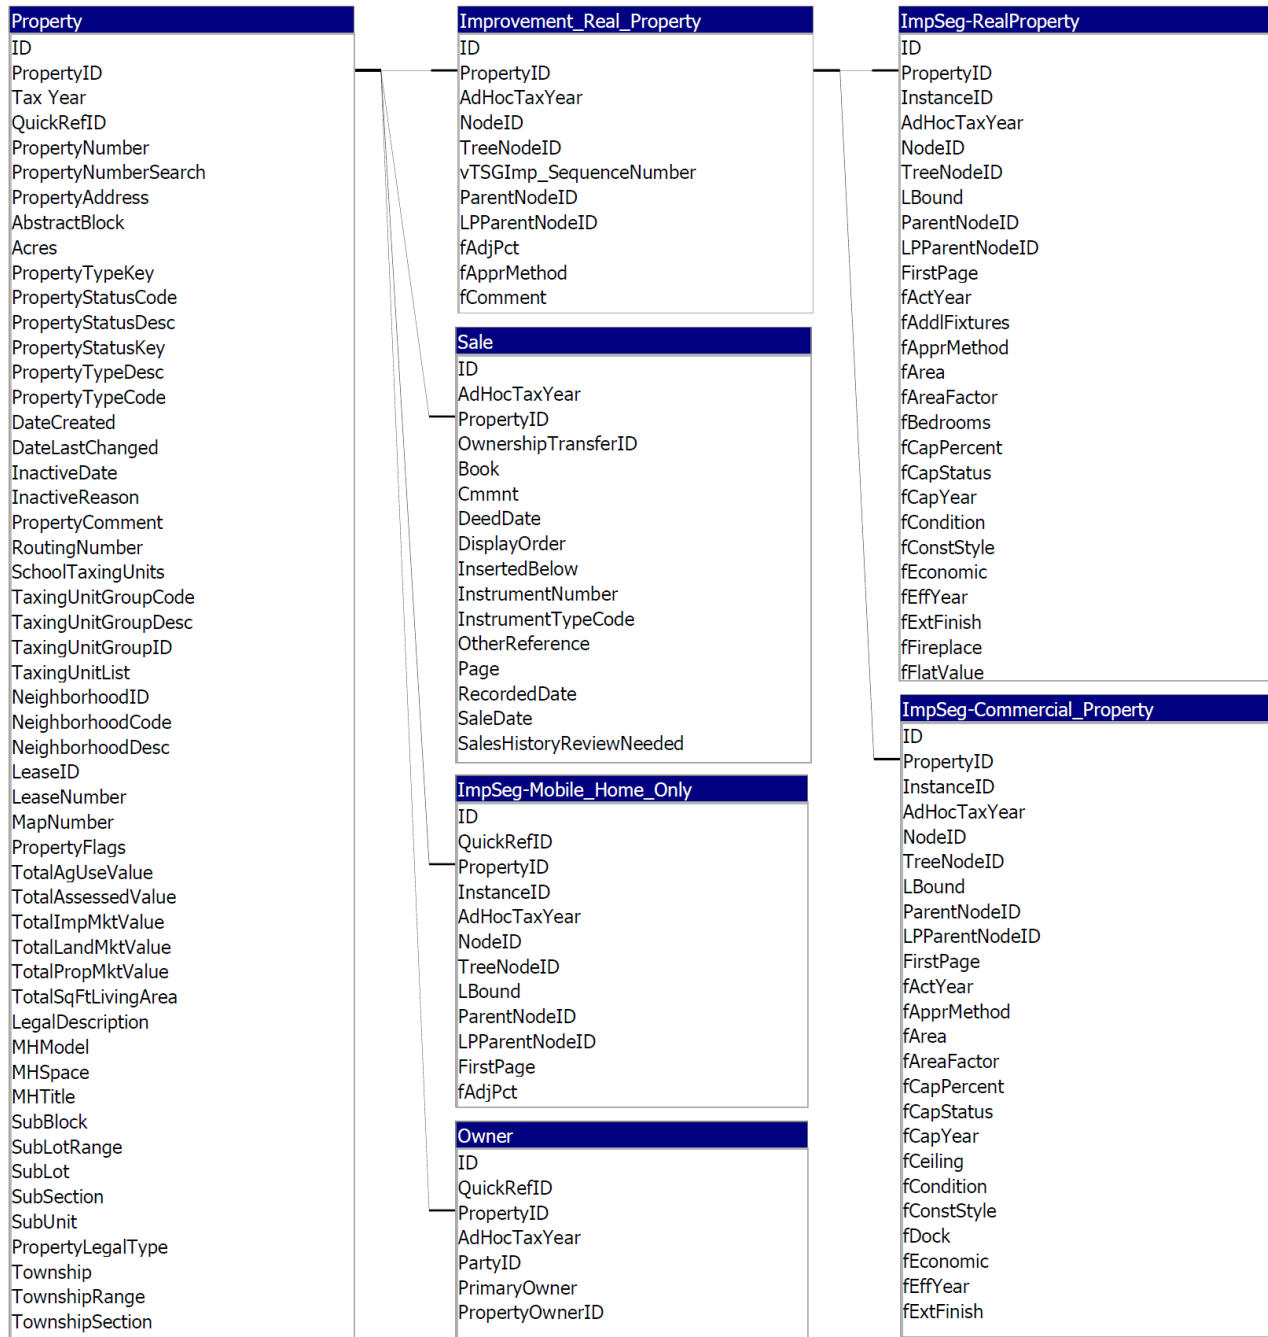 Property
ID
PropertyID
Tax Year
QuickRefID
PropertyNumber
PropertyNumberSearch
PropertyAddress
AbstractBlock
Acres
PropertyTypeKey
PropertyStatusCode
PropertyStatusDesc
PropertyStatusKey
PropertyTypeDesc
PropertyTypeCode
DateCreated
DateLastChanged
InactiveDate
InactiveReason
PropertyComment
RoutingNumber
SchoolTaxingUnits
TaxingUnitGroupCode
TaxingUnitGroupDesc
TaxingUnitGroupID
TaxingUnitList
NeighborhoodID
NeighborhoodCode
NeighborhoodDesc
LeaseID
LeaseNumber
MapNumber
PropertyFlags
TotalAgUseValue
TotalAssessedValue
TotalImpMktValue
TotalLandMktValue
TotalPropMktValue
TotalSqFtLivingArea
LegalDescription
MHModel
MHSpace
MHTitle
SubBlock
SubLotRange
SubLot
SubSection
SubUnit
PropertyLegalType
Township
TownshipRange
TownshipSection
Improvement_Real_Property
ID
PropertyID
AdHocTaxYear
NodeID
TreeNodeID
vTSGImp_SequenceNumber
ParentNodeID
LPParentNodeID
fAdjPct
fApprMethod
fComment
Sale
ID
AdHocTaxYear
PropertyID
OwnershipTransferID
Book
Cmmnt
DeedDate
DisplayOrder
InsertedBelow
InstrumentNumber
InstrumentTypeCode
OtherReference
Page
RecordedDate
SaleDate
SalesHistoryReviewNeeded
ImpSeg-Mobile_Home_Only
ID
QuickRefID
PropertyID
InstanceID
AdHocTaxYear
NodeID
TreeNodeID
LBound
ParentNodeID
LPParentNodeID
FirstPage
fAdjPct
Owner
ID
QuickRefID
PropertyID
AdHocTaxYear
PartyID
PrimaryOwner
PropertyOwnerID
ImpSeg-RealProperty
ID
PropertyID
InstanceID
AdHocTaxYear
NodeID
TreeNodeID
LBound
ParentNodeID
LPParentNodeID
FirstPage
fActYear
fAddlFixtures
fApprMethod
fArea
fAreaFactor
fBedrooms
fCapPercent
fCapStatus
fCapYear
fCondition
fConstStyle
fEconomic
fEffYear
fExtFinish
fFireplace
fFlatValue
ImpSeg-Commercial_Property
ID
PropertyID
InstanceID
AdHocTaxYear
NodeID
TreeNodeID
LBound
ParentNodeID
LPParentNodeID
FirstPage
fActYear
fApprMethod
fArea
fAreaFactor
fCapPercent
fCapStatus
fCapYear
fCeiling
fCondition
fConstStyle
fDock
fEconomic
fEffYear
fExtFinish